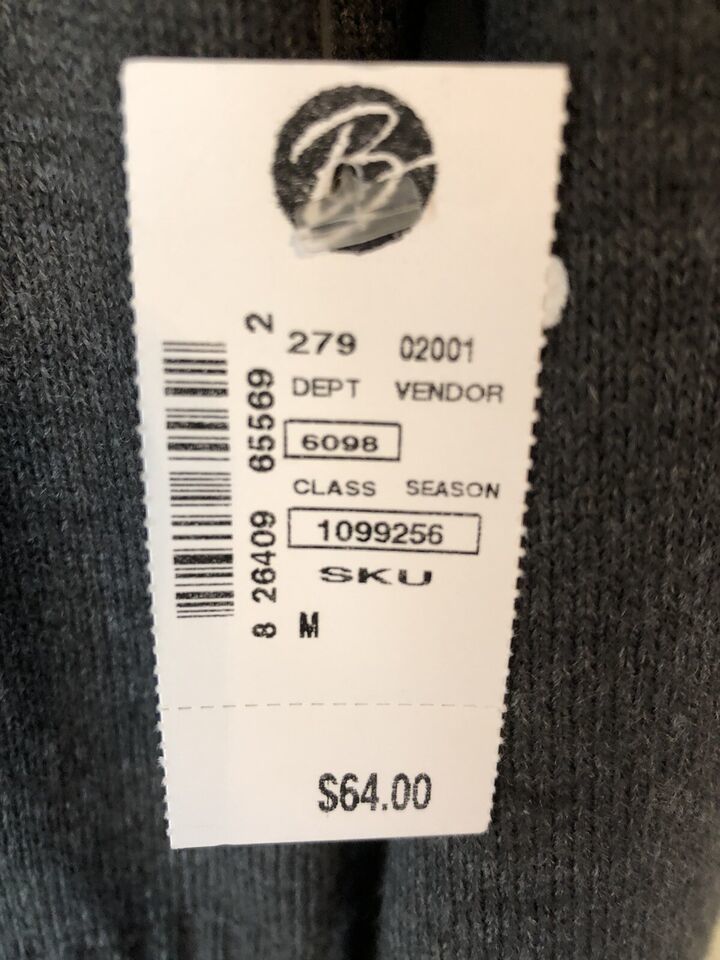 B
279 02001
DEPT VENDOR
6098
CLASS SEASON
1099256
SKU
M
8 26409 65569 2
$64.00